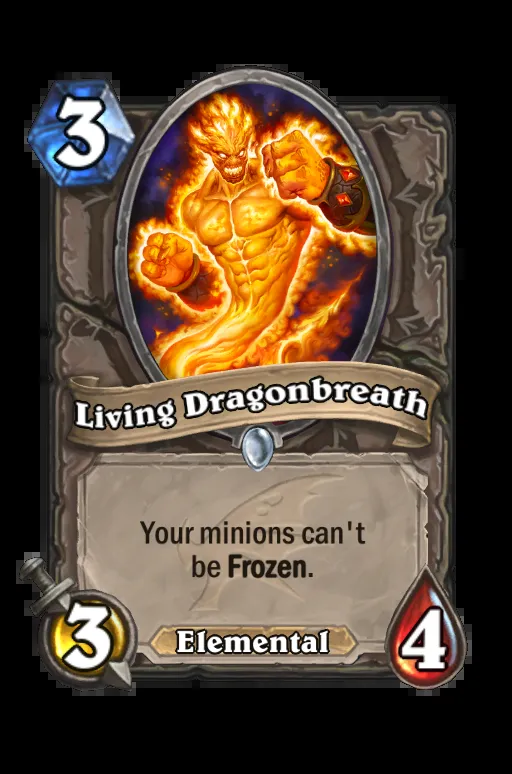 3
Living Dragonbreath
Your minions can't
be Frozen.
3
Elemental
4